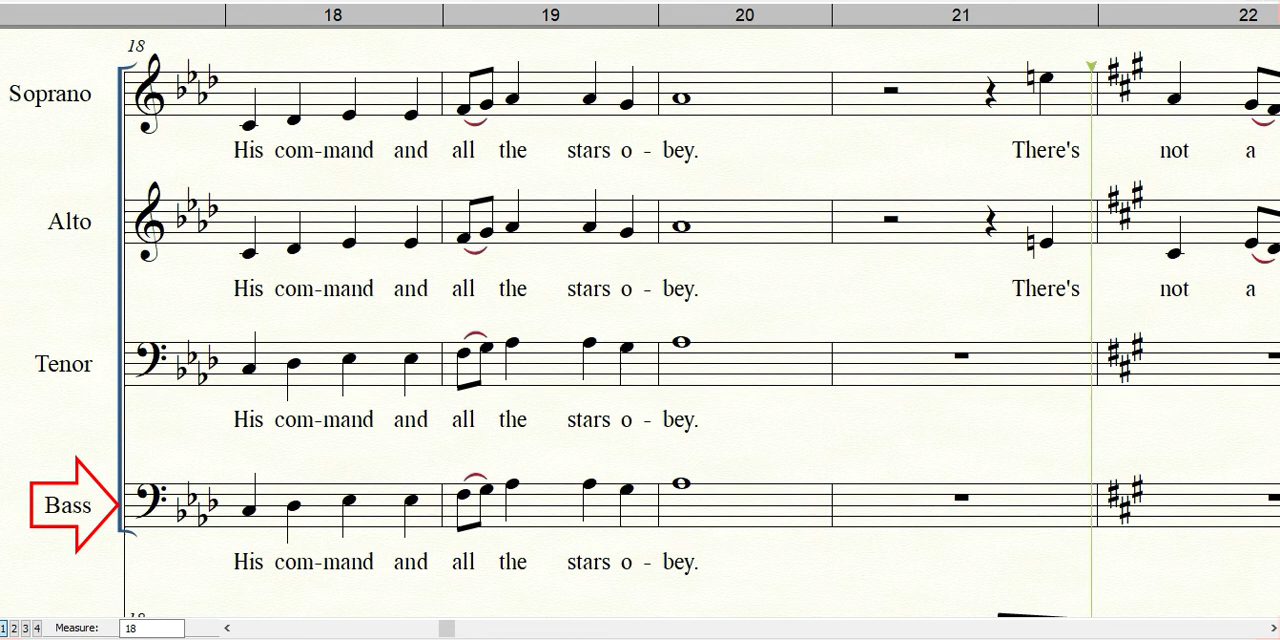 18 19 20 21 22
18
Soprano
His com-mand and all the stars o - bey. There's not a
Alto
His com-mand and all the stars o - bey. There's not a
Tenor
His com-mand and all the stars o - bey.
Bass
His com-mand and all the stars o - bey.
1 2 3 4 Measure: 18